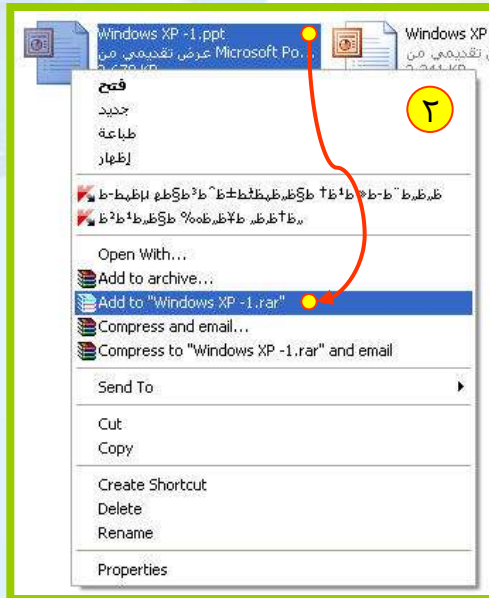 Windows XP -1.ppt
عرض تقديمي من Microsoft Po...
Windows XP
تقديمي من
٢
فتح
جديد
طباعة
إظهار
Open With...
Add to archive...
Add to "Windows XP -1.rar"
Compress and email...
Compress to "Windows XP -1.rar" and email
Send To
Cut
Copy
Create Shortcut
Delete
Rename
Properties